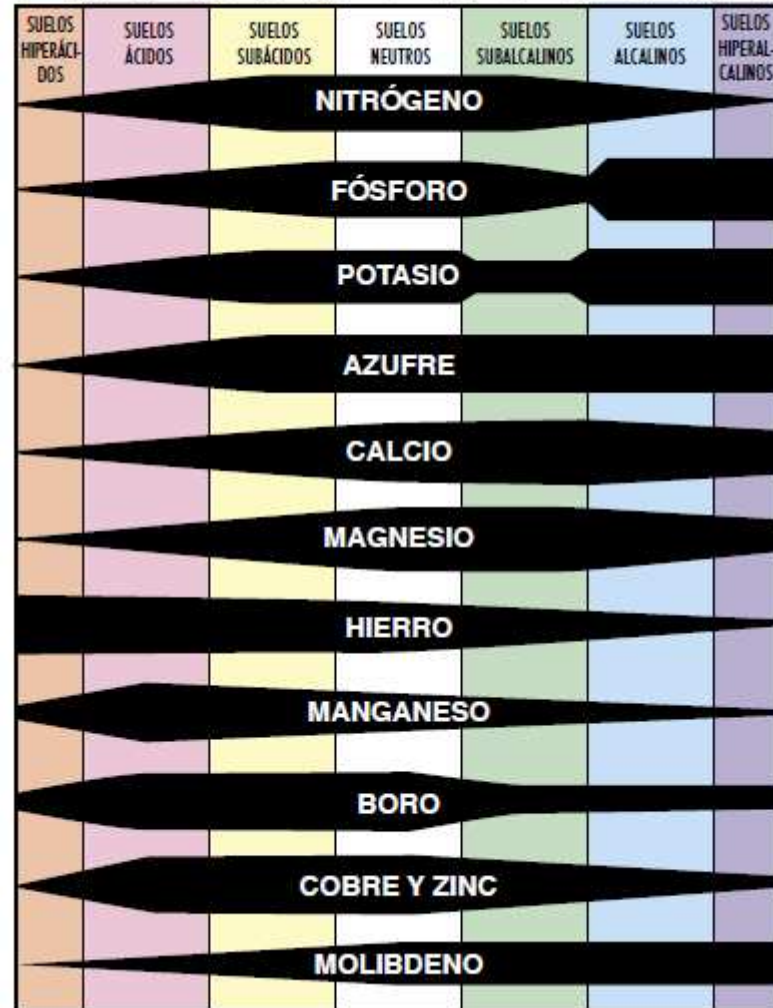 SUELOS
HIPERÁCI-
DOS
SUELOS
ÁCIDOS
SUELOS
SUBÁCIDOS
SUELOS
NEUTROS
SUELOS
SUBALCALINOS
SUELOS
ALCALINOS
SUELOS
HIPERAL-
CALINOS
NITRÓGENO
FÓSFORO
POTASIO
AZUFRE
CALCIO
MAGNESIO
HIERRO
MANGANESO
BORO
COBRE Y ZINC
MOLIBDENO